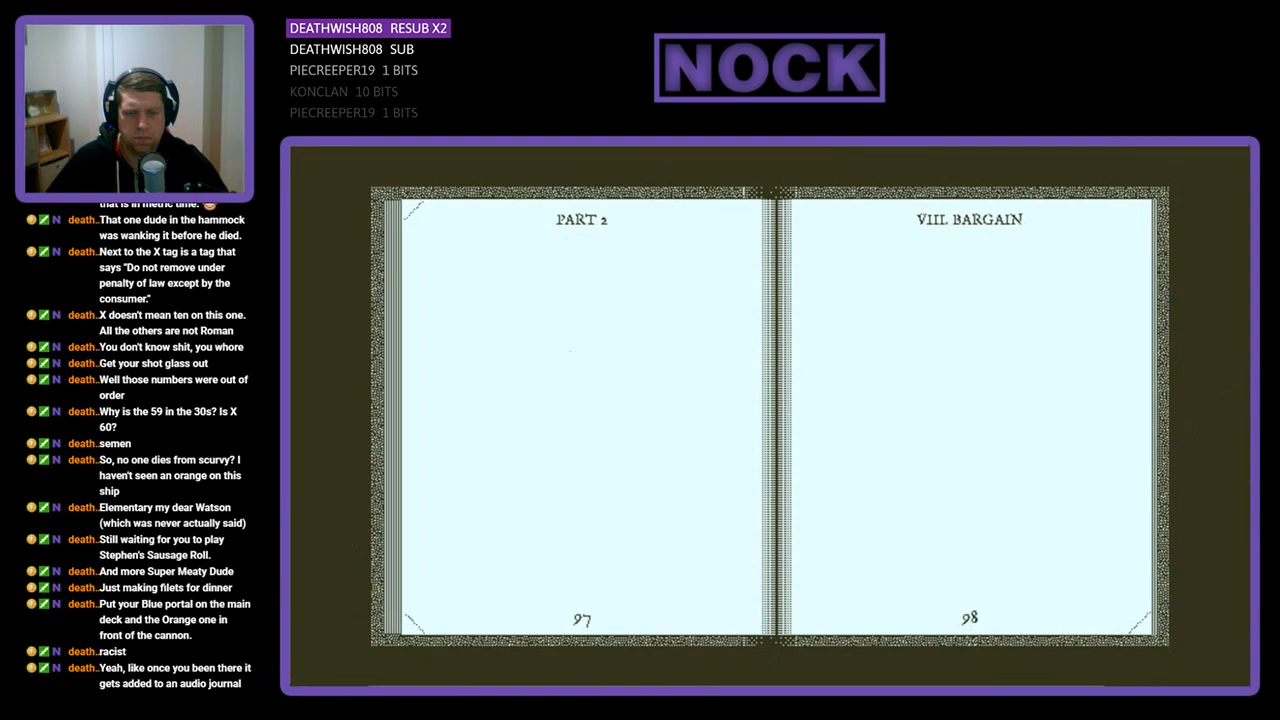 DEATHWISH808 RESUB X2
DEATHWISH808 SUB
PIECREEPER19 1 BITS
KONCLAN 10 BITS
PIECREEPER19 1 BITS
NOCK
that is in metric time.
N death..That one dude in the hammock
was wanking it before he died.
N death..Next to the X tag is a tag that
says "Do not remove under
penalty of law except by the
consumer."
N death..X doesn't mean ten on this one.
All the others are not Roman
N death..You don't know shit, you whore
N death..Get your shot glass out
N death..Well those numbers were out of
order
N death..Why is the 59 in the 30s? Is X
60?
N death..semen
N death..So, no one dies from scurvy? I
haven't seen an orange on this
ship
N death..Elementary my dear Watson
(which was never actually said)
N death..Still waiting for you to play
Stephen's Sausage Roll.
N death..And more Super Meaty Dude
N death..Just making filets for dinner
N death..Put your Blue portal on the main
deck and the Orange one in
front of the cannon.
N death..racist
N death..Yeah, like once you been there it
gets added to an audio journal
PART 2
VIII. BARGAIN
97
98